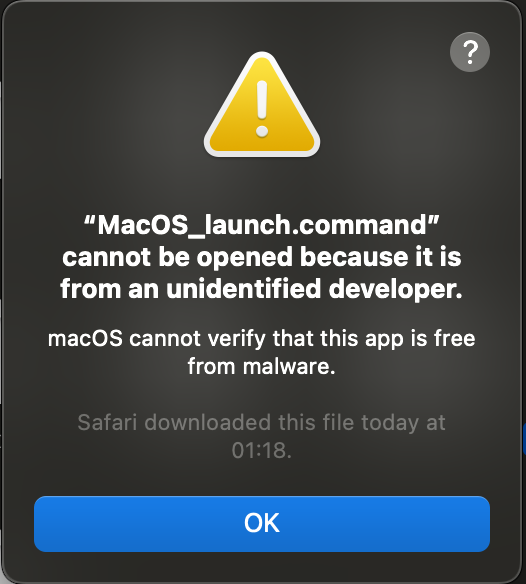 ?
“MacOS_launch.command”
cannot be opened because it is
from an unidentified developer.
macOS cannot verify that this app is free
from malware.
Safari downloaded this file today at
01:18.
OK